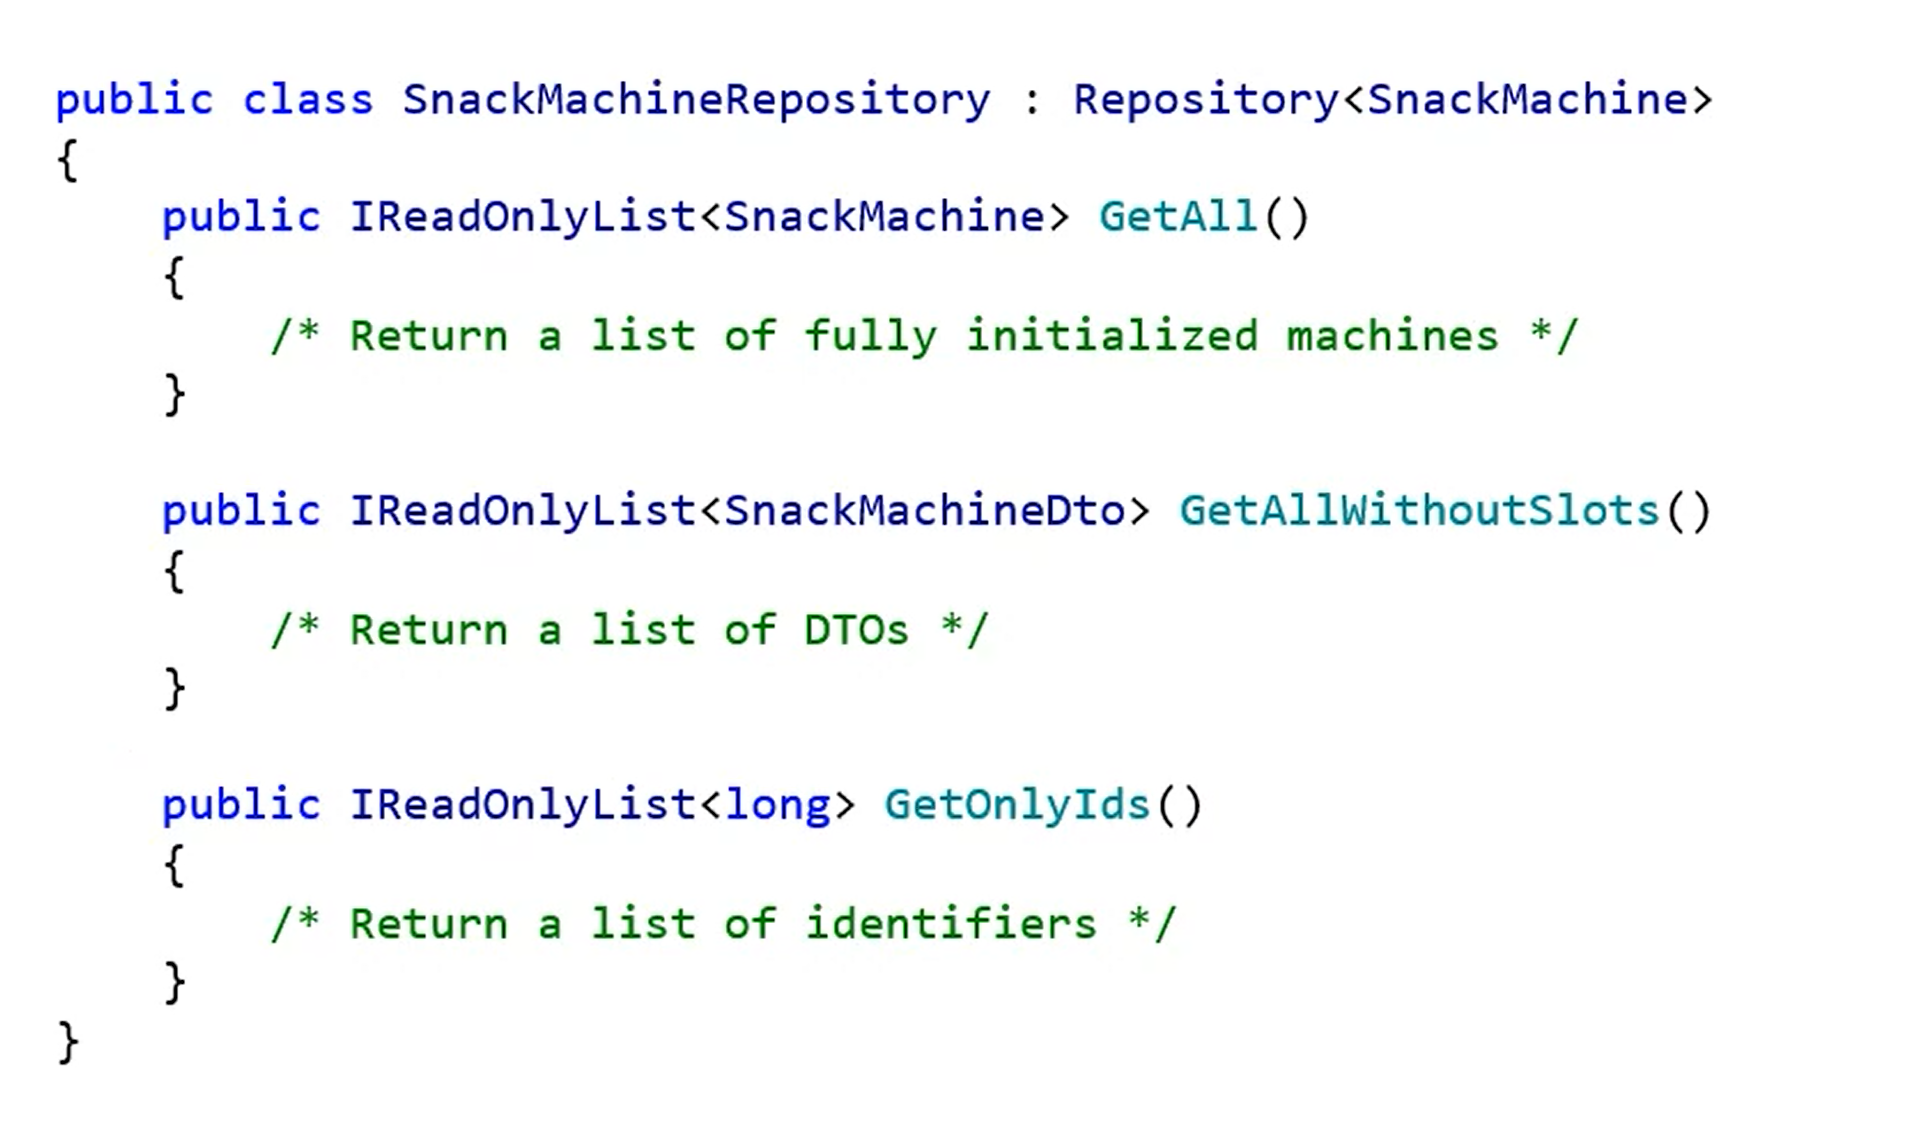 public class SnackMachineRepository : Repository<SnackMachine>
{
    public IReadOnlyList<SnackMachine> GetAll()
    {
        /* Return a list of fully initialized machines */
    }

    public IReadOnlyList<SnackMachineDto> GetAllWithoutSlots()
    {
        /* Return a list of DTOs */
    }

    public IReadOnlyList<long> GetOnlyIds()
    {
        /* Return a list of identifiers */
    }
}